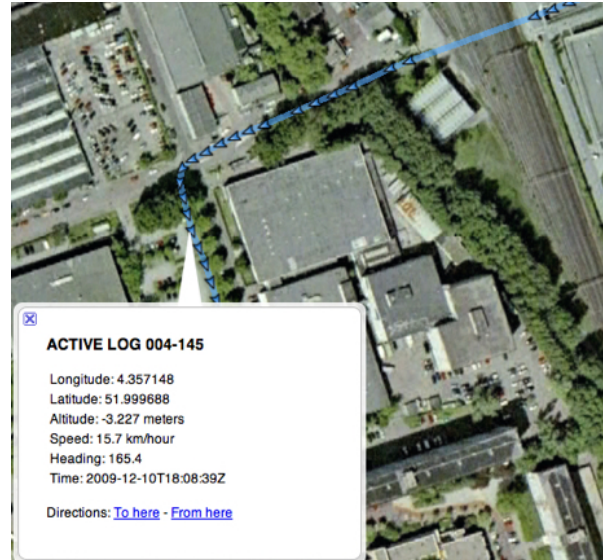 ACTIVE LOG 004-145
Longitude: 4.357148
Latitude: 51.999688
Altitude: -3.227 meters
Speed: 15.7 km/hour
Heading: 165.4
Time: 2009-12-10T18:08:39Z
Directions: To here - From here